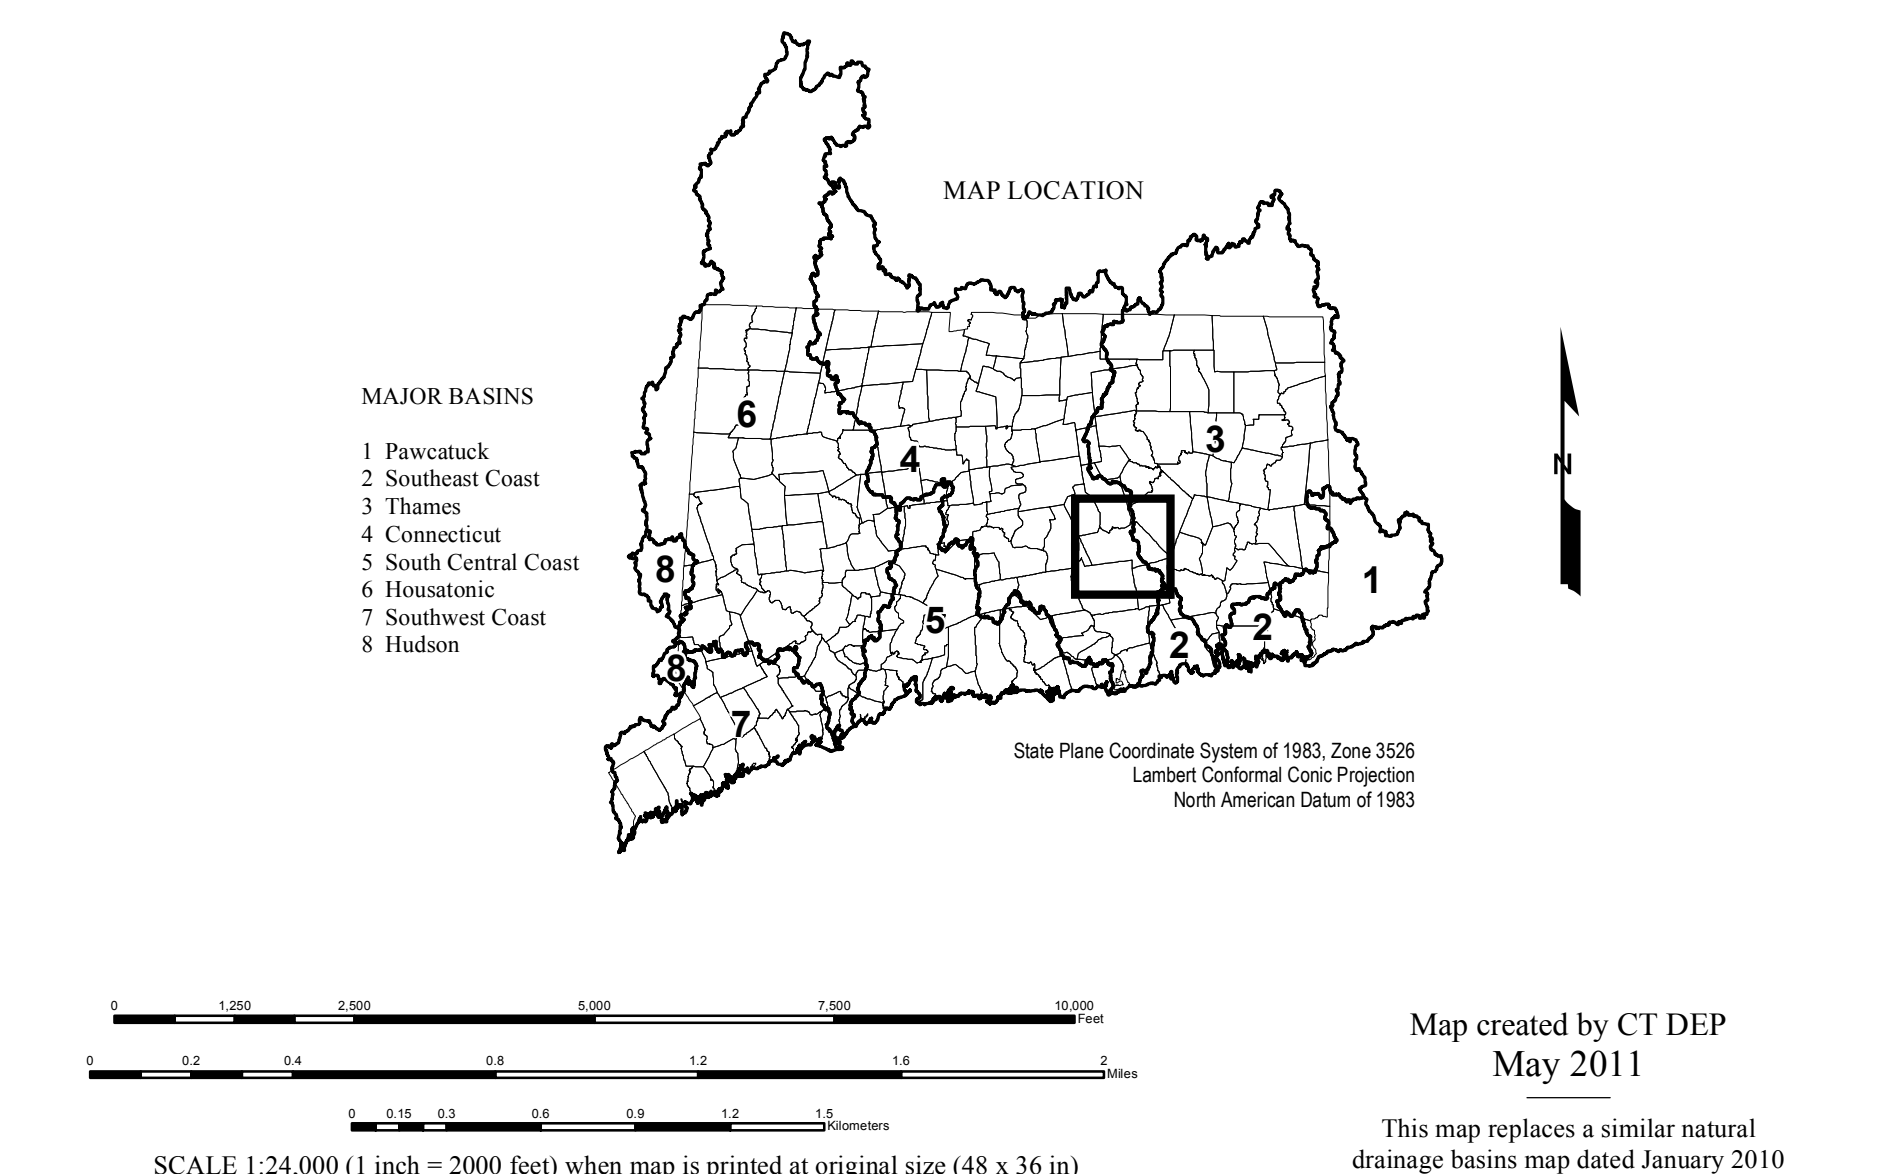 MAP LOCATION
MAJOR BASINS
1 Pawcatuck
2 Southeast Coast
3 Thames
4 Connecticut
5 South Central Coast
6 Housatonic
7 Southwest Coast
8 Hudson
6
4
3
8
5
1
2
2
8
7
N
State Plane Coordinate System of 1983, Zone 3526
Lambert Conformal Conic Projection
North American Datum of 1983
0 1,250 2,500 5,000 7,500 10,000
Feet
0 0.2 0.4 0.8 1.2 1.6 2
Miles
0 0.15 0.3 0.6 0.9 1.2 1.5
Kilometers
SCALE 1:24,000 (1 inch = 2000 feet) when map is printed at original size (48 x 36 in)
Map created by CT DEP
May 2011
This map replaces a similar natural
drainage basins map dated January 2010